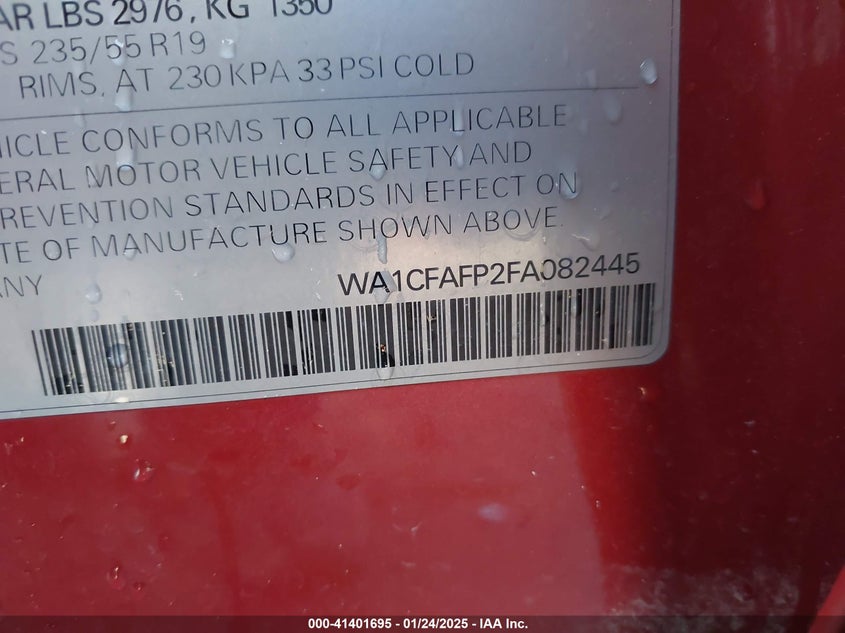 AR LBS 2976, KG 1350
S 235/55 R19
RIMS, AT 230 KPA 33 PSI COLD
HICLE CONFORMS TO ALL APPLICABLE
ERAL MOTOR VEHICLE SAFETY AND
REVENTION STANDARDS IN EFFECT ON
TE OF MANUFACTURE SHOWN ABOVE.
ANY WA1CFAFP2FA082445
000-41401695 - 01/24/2025 - IAA Inc.